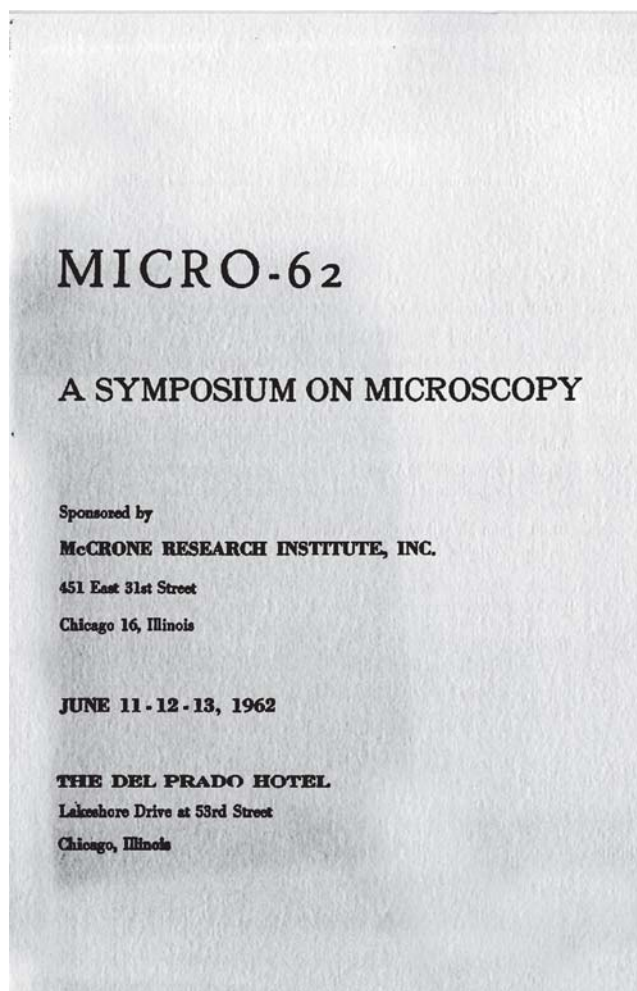 MICRO-62
A SYMPOSIUM ON MICROSCOPY
Sponsored by
McCRONE RESEARCH INSTITUTE, INC.
451 East 31st Street
Chicago 16, Illinois
JUNE 11-12-13, 1962
THE DEL PRADO HOTEL
Lakeshore Drive at 53rd Street
Chicago, Illinois